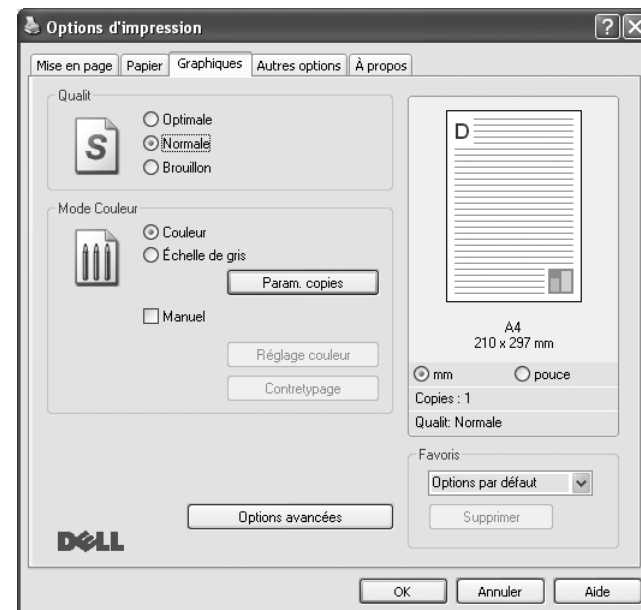 Options d'impression
Mise en page Papier Graphiques Autres options À propos
Qualit
Optimale
Normale
Brouillon
S
Mode Couleur
Couleur
Échelle de gris
Param. copies
Manuel
Réglage couleur
Contretypage
Options avancées
DELL
D
A4
210 x 297 mm
mm pouce
Copies : 1
Qualit: Normale
Favoris
Options par défaut
Supprimer
OK Annuler Aide